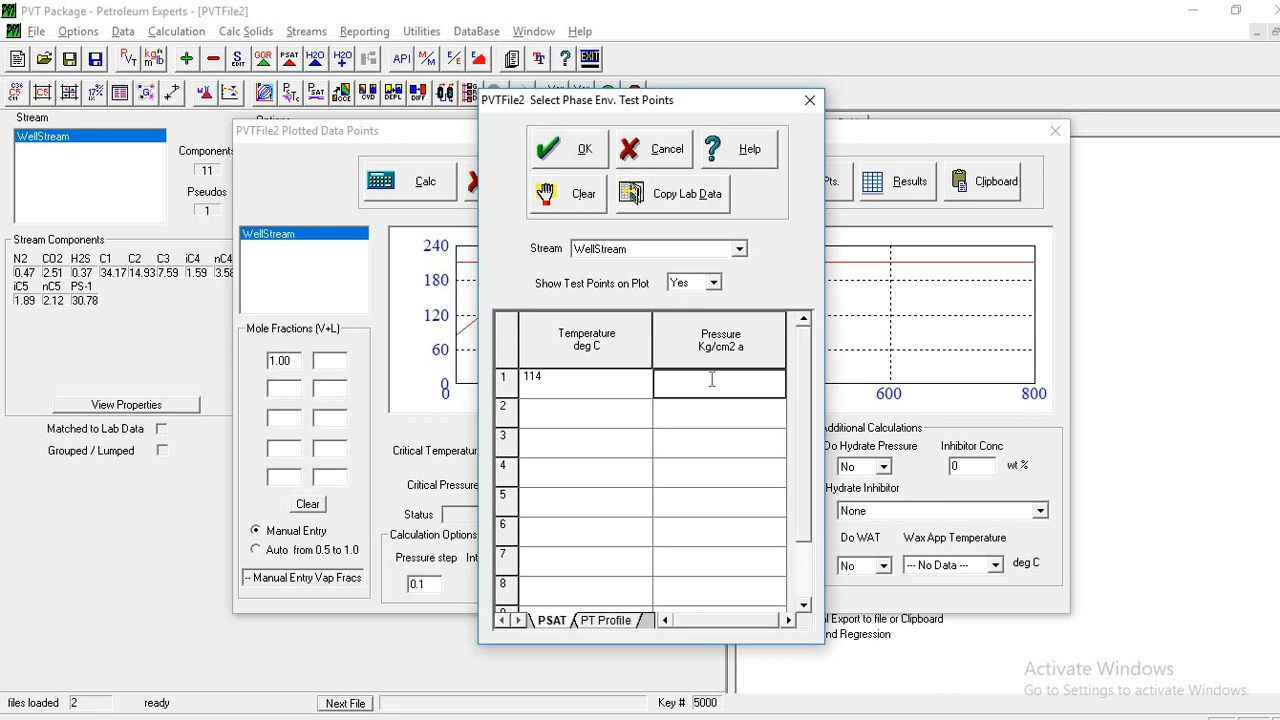 PVT Package - Petroleum Experts - [PVTFile2]
File Options Data Calculation Calc Solids Streams Reporting Utilities DataBase Window Help
Stream
WellStream
Components
11
Pseudos
1
Stream Components
N2 CO2 H2S C1 C2 C3 iC4 nC4
0.47 2.51 0.37 34.17 14.93 7.59 1.59 3.58
iC5 nC5 PS-1
1.89 2.12 30.78
View Properties
Matched to Lab Data
Grouped / Lumped
PVTFile2 Plotted Data Points
Calc
Pts.
Results
Clipboard
WellStream
Mole Fractions (V+L)
1.00
Clear
Manual Entry
Auto from 0.5 to 1.0
-- Manual Entry Vap Fracs
240
180
120
60
0
0
600
800
Critical Temperatur
Critical Pressure
Status
Calculation Options
Pressure step Int
0.1
Additional Calculations
Do Hydrate Pressure Inhibitor Conc
No 0 wt %
Hydrate Inhibitor
None
Do WAT Wax App Temperature
No --- No Data --- deg C
PVTFile2 Select Phase Env. Test Points
OK Cancel Help
Clear Copy Lab Data
Stream WellStream
Show Test Points on Plot Yes
Temperature
deg C
Pressure
Kg/cm2 a
1 114
2
3
4
5
6
7
8
PSAT PT Profile
l Export to file or Clipboard
nd Regression
Activate Windows
Go to Settings to activate Windows.
files loaded 2 ready Next File Key # 5000